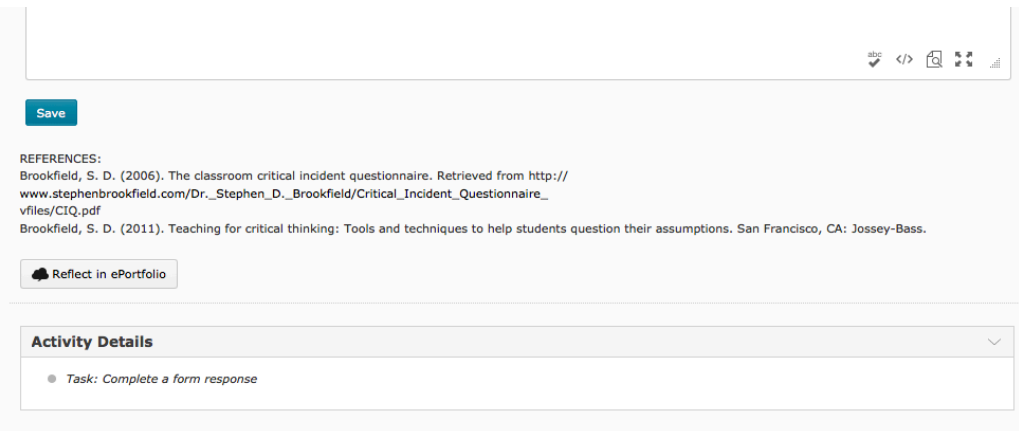 abc
</>
Save
REFERENCES:
Brookfield, S. D. (2006). The classroom critical incident questionnaire. Retrieved from http://
www.stephenbrookfield.com/Dr._Stephen_D._Brookfield/Critical_Incident_Questionnaire_
vfiles/CIQ.pdf
Brookfield, S. D. (2011). Teaching for critical thinking: Tools and techniques to help students question their assumptions. San Francisco, CA: Jossey-Bass.
Reflect in ePortfolio
Activity Details
Task: Complete a form response